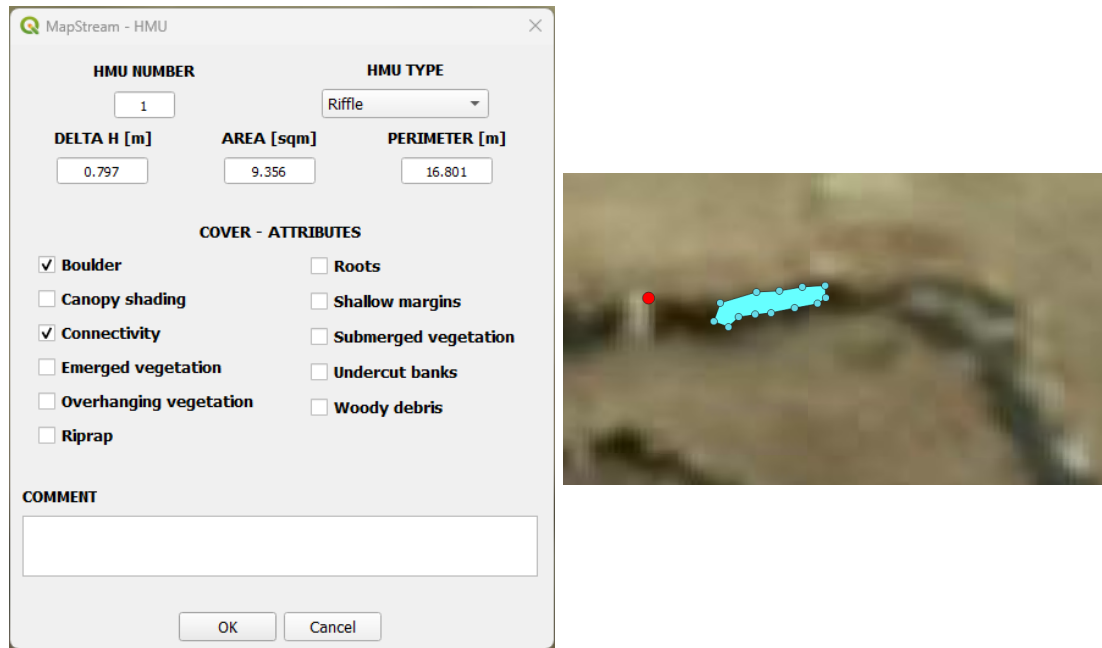 MapStream - HMU
HMU NUMBER HMU TYPE
1 Riffle
DELTA H [m] AREA [sqm] PERIMETER [m]
0.797 9.356 16.801
COVER - ATTRIBUTES
Boulder Roots
Canopy shading Shallow margins
Connectivity Submerged vegetation
Emerged vegetation Undercut banks
Overhanging vegetation Woody debris
Riprap
COMMENT
OK Cancel